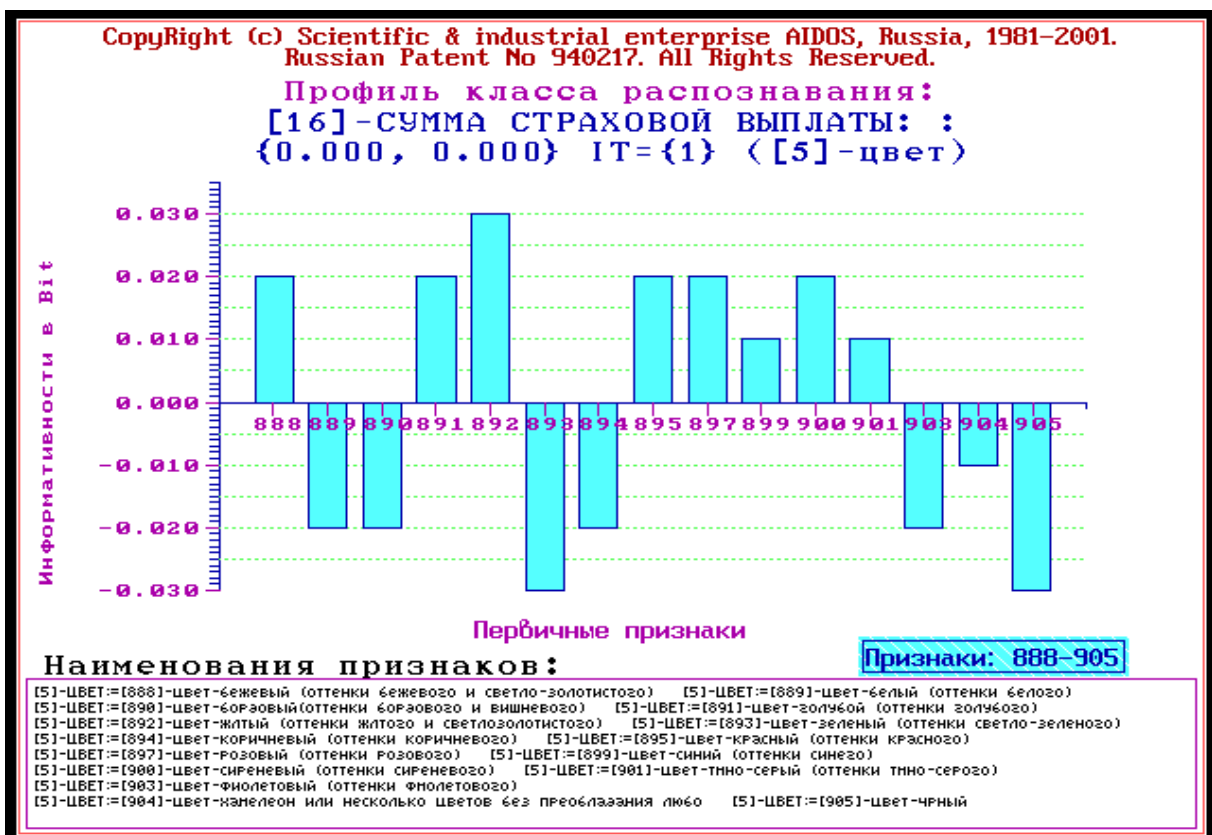 CopyRight (c) Scientific & industrial enterprise AIDOS, Russia, 1981-2001.
Russian Patent No 940217. All Rights Reserved.
Профиль класса распознавания:
[16]-СУММА СТРАХОВОЙ ВЫПЛАТЫ: :
{0.000, 0.000} IT={1} ([5]-цвет)
Информативности в Bit
0.030
0.020
0.010
0.000
-0.010
-0.020
-0.030
888 889 890 891 892 893 894 895 897 899 900 901 903 904 905
Первичные признаки
Наименования признаков:
Признаки: 888-905
[5]-ЦВЕТ:=[888]-цвет-бежевый (оттенки бежевого и светло-золотистого) [5]-ЦВЕТ:=[889]-цвет-белый (оттенки белого)
[5]-ЦВЕТ:=[890]-цвет-бордовый(оттенки бордового и вишневого) [5]-ЦВЕТ:=[891]-цвет-голубой (оттенки голубого)
[5]-ЦВЕТ:=[892]-цвет-жлтый (оттенки жлтого и светлозолотистого) [5]-ЦВЕТ:=[893]-цвет-зеленый (оттенки светло-зеленого)
[5]-ЦВЕТ:=[894]-цвет-коричневый (оттенки коричневого) [5]-ЦВЕТ:=[895]-цвет-красный (оттенки красного)
[5]-ЦВЕТ:=[897]-цвет-розовый (оттенки розового) [5]-ЦВЕТ:=[899]-цвет-синий (оттенки синего)
[5]-ЦВЕТ:=[900]-цвет-сиреневый (оттенки сиреневого) [5]-ЦВЕТ:=[901]-цвет-тмно-серый (оттенки тмно-серого)
[5]-ЦВЕТ:=[903]-цвет-фиолетовый (оттенки фмолетового)
[5]-ЦВЕТ:=[904]-цвет-хамелеон или несколько цветов без преобладания любо [5]-ЦВЕТ:=[905]-цвет-чрный